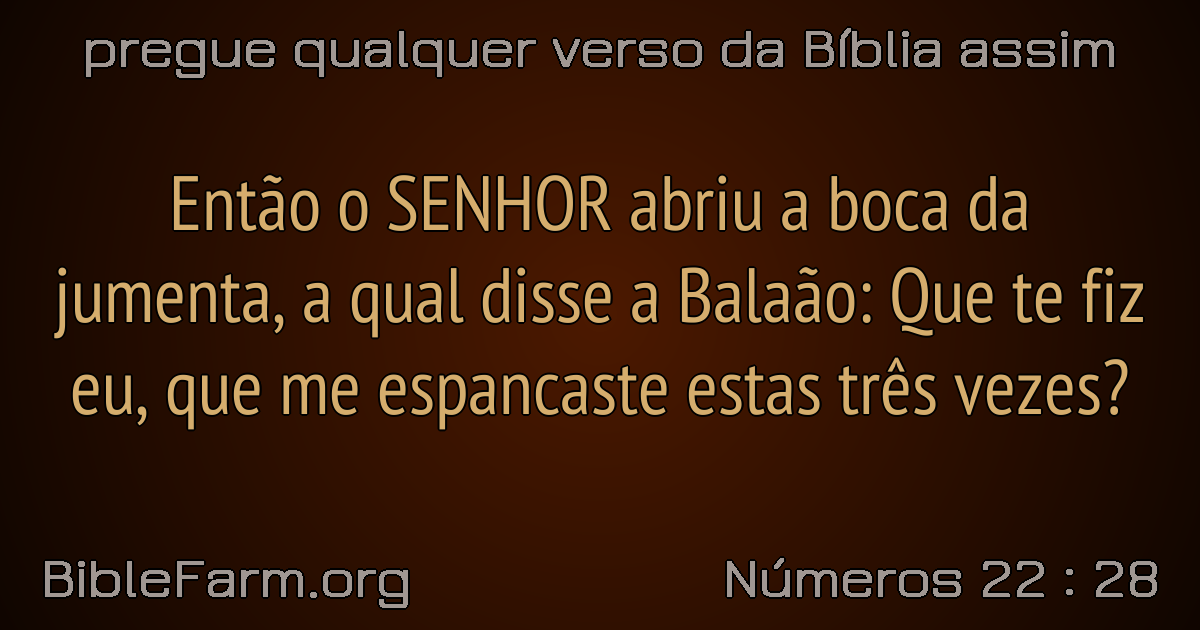 pregue qualquer verso da Bíblia assim
Então o SENHOR abriu a boca da
jumenta, a qual disse a Balaão: Que te fiz
eu, que me espancaste estas três vezes?
BibleFarm.org
Números 22 : 28